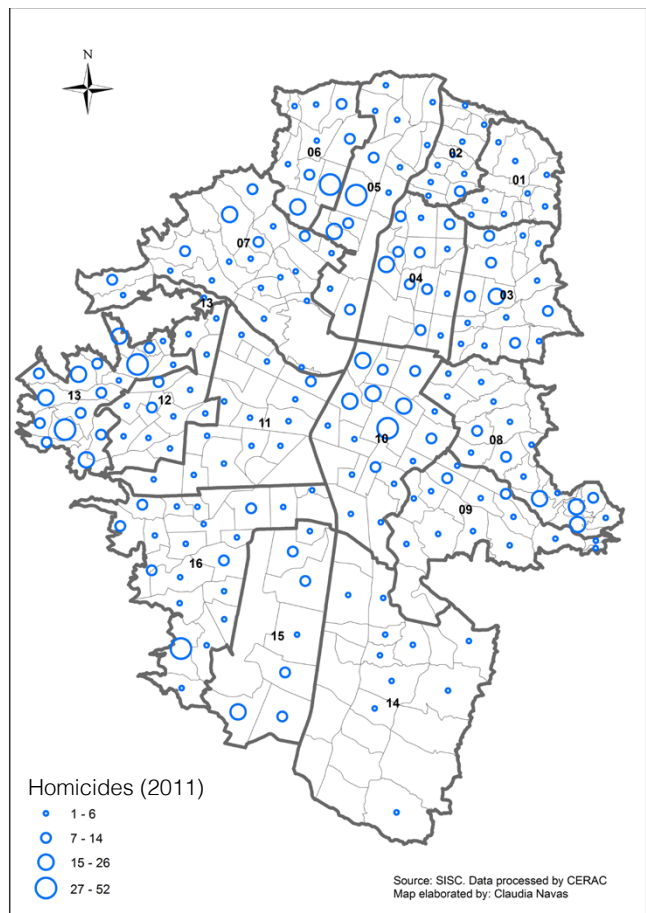 N
06
02
01
05
07
04
03
13
13
12
11
10
08
09
16
15
14
Homicides (2011)
1 - 6
7 - 14
15 - 26
27 - 52
Source: SISC. Data processed by CERAC
Map elaborated by: Claudia Navas